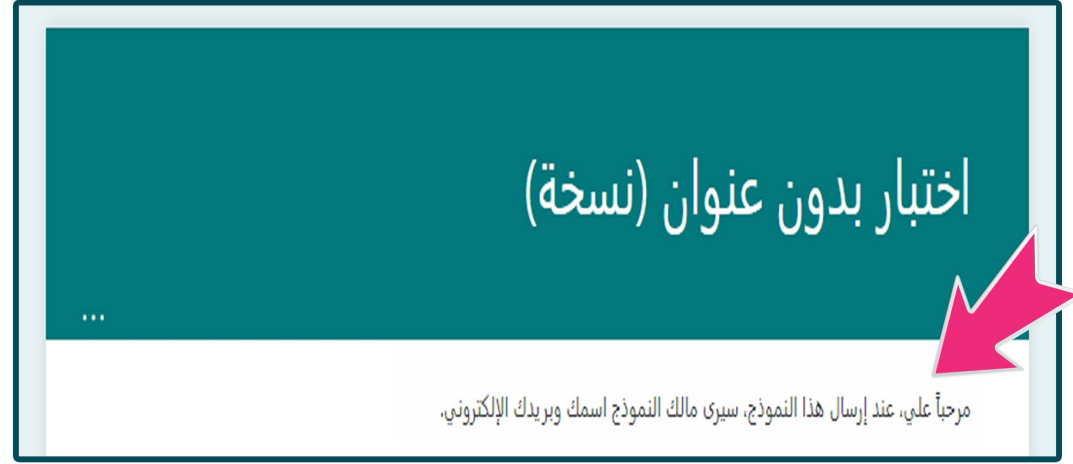 اختبار بدون عنوان (نسخة)
...
مرحباً علي، عند إرسال هذا النموذج، سيرى مالك النموذج اسمك وبريدك الإلكتروني.